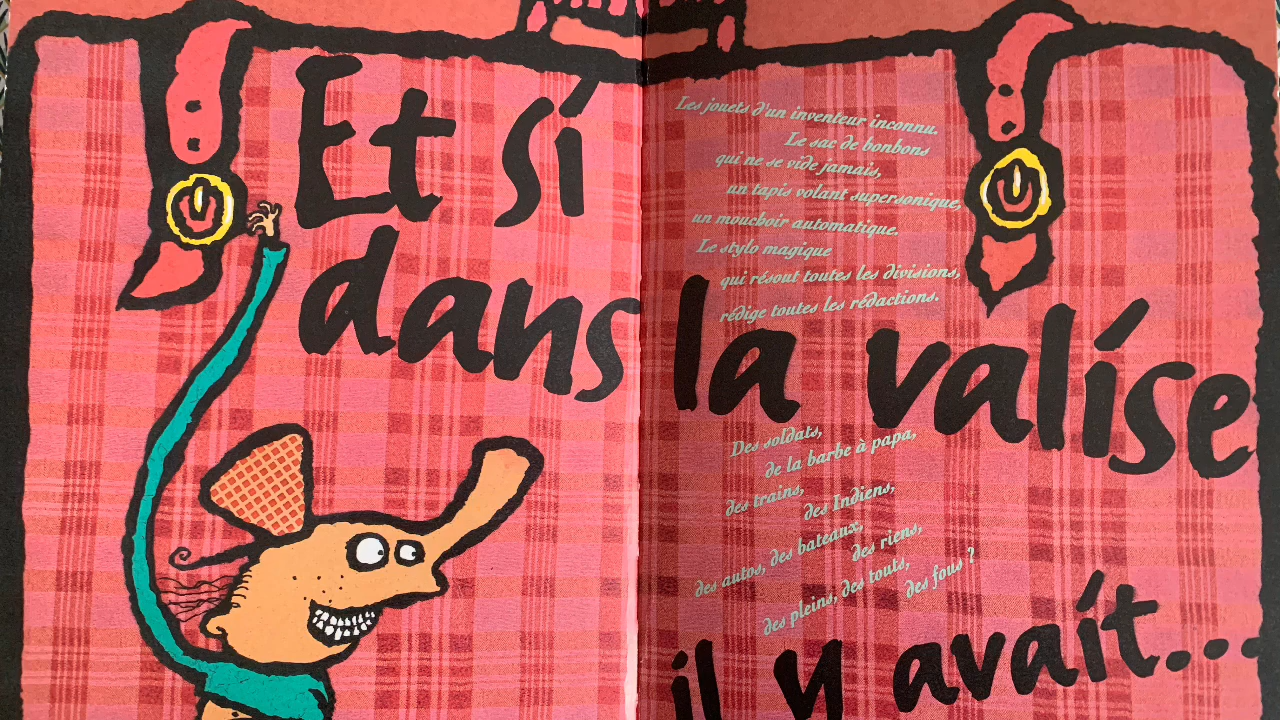 Et si
dans la valise
il y avait...
Les jouets d'un inventeur inconnu.
Le sac de bonbons
qui ne se vide jamais,
un tapis volant supersonique,
un mouchoir automatique.
Le stylo magique
qui résout toutes les divisions,
rédige toutes les rédactions.
Des soldats,
de la barbe à papa,
des trains,
des Indiens,
des autos, des bateaux,
des riens,
des pleins, des touts,
des fous ?